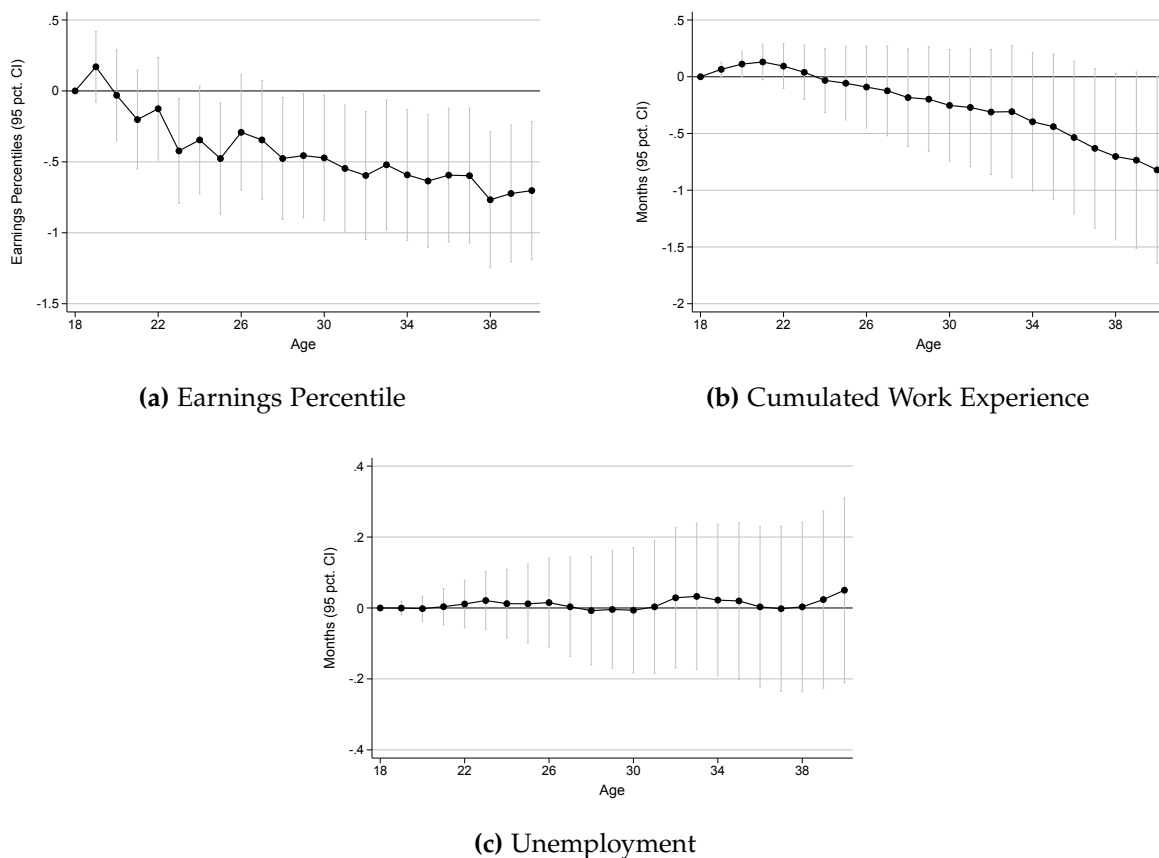 .5
0
-.5
-1
-1.5
Earnings Percentiles (95 pct. CI)
18 22 26 30 34 38
Age
(a) Earnings Percentile
.5
0
-.5
-1
-1.5
-2
Months (95 pct. CI)
18 22 26 30 34 38
Age
(b) Cumulated Work Experience
.4
.2
0
-.2
-.4
Months (95 pct. CI)
18 22 26 30 34 38
Age
(c) Unemployment